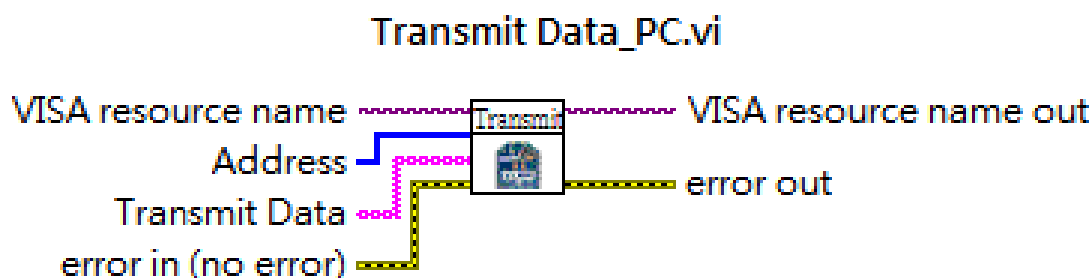 Transmit Data_PC.vi
VISA resource name
Transmit
VISA resource name out
Address
error out
Transmit Data
error in (no error)